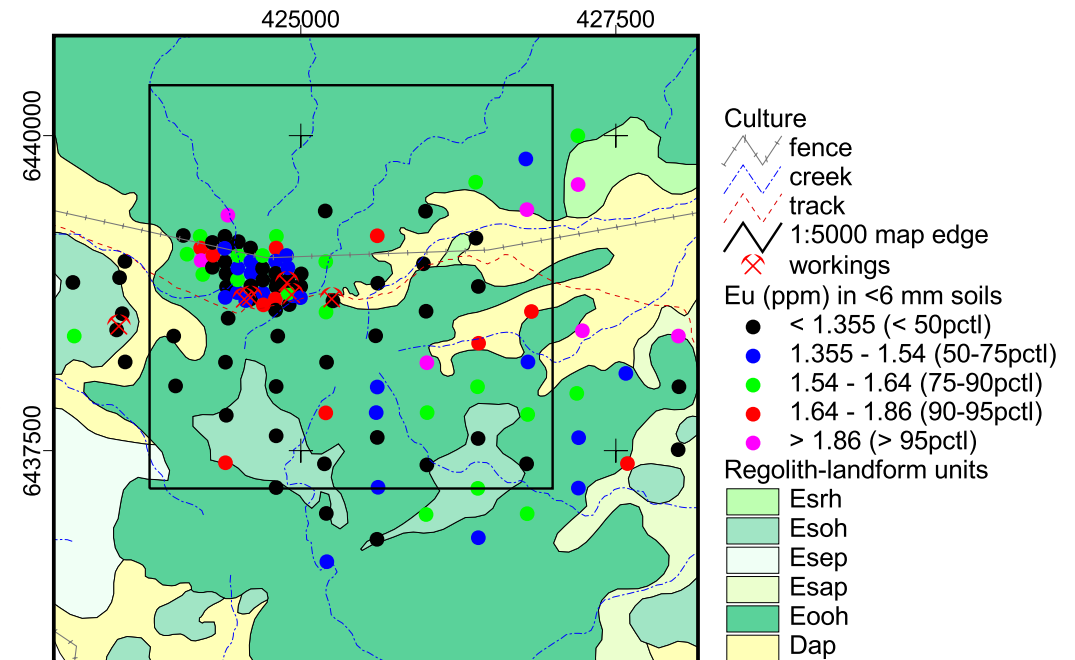 425000 427500
6440000
6437500
Culture
fence
creek
track
1:5000 map edge
workings
Eu (ppm) in <6 mm soils
< 1.355 (< 50pctl)
1.355 - 1.54 (50-75pctl)
1.54 - 1.64 (75-90pctl)
1.64 - 1.86 (90-95pctl)
> 1.86 (> 95pctl)
Regolith-landform units
Esrh
Esoh
Esep
Esap
Eooh
Dap